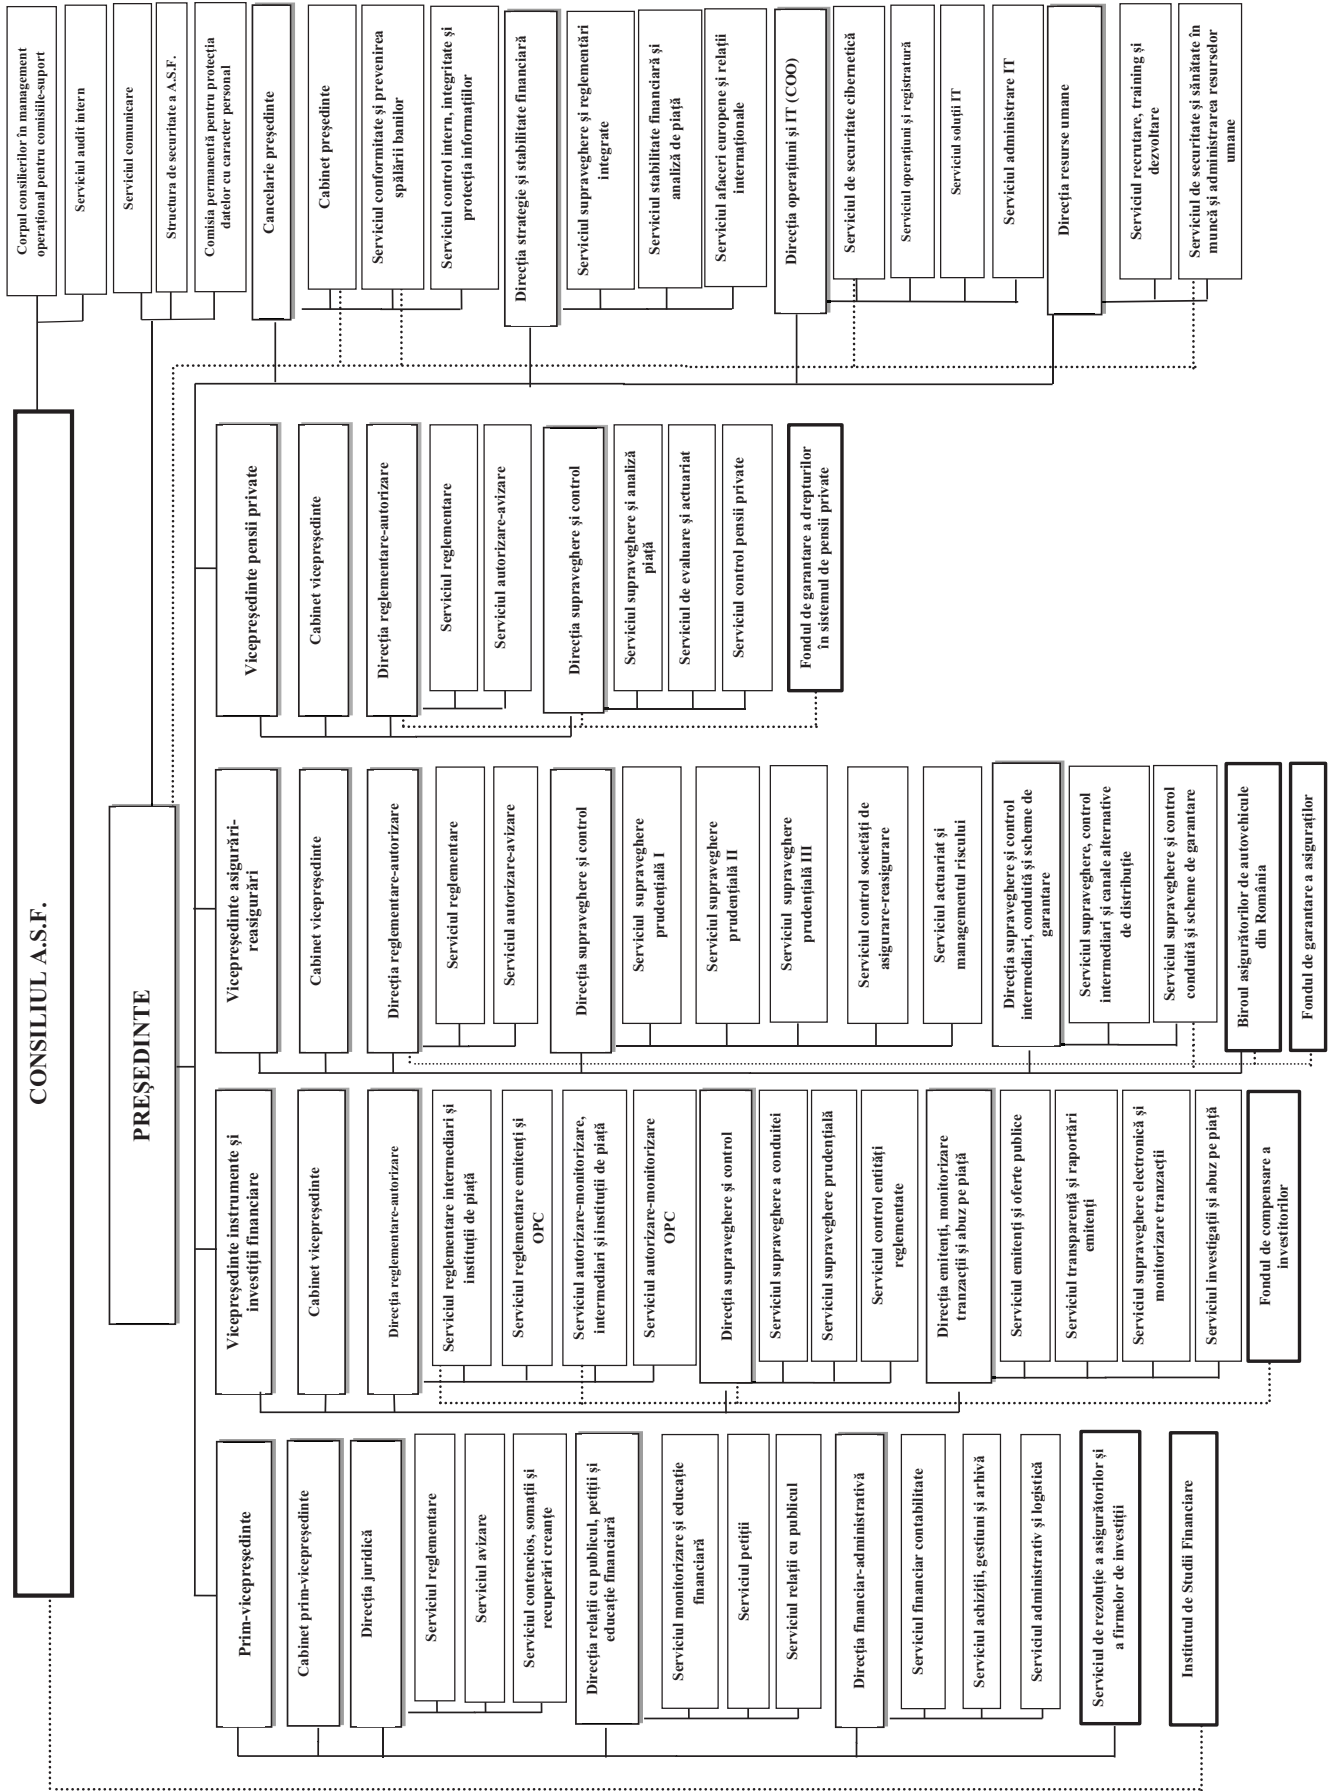 CONSILIUL A.S.F.
PREȘEDINTE
Prim-vicepreședinte
Cabinet prim-vicepreședinte
Direcția juridică
Serviciul reglementare
Serviciul avizare
Serviciul contencios, somații și
recuperări creanțe
Direcția relații cu publicul, petiții și
educație financiară
Serviciul monitorizare și educație
financiară
Serviciul petiții
Serviciul relații cu publicul
Direcția financiar-administrativă
Serviciul financiar contabilitate
Serviciul achiziții, gestiuni și arhivă
Serviciul administrativ și logistică
Serviciul de rezoluție a asigurătorilor și
a firmelor de investiții
Institutul de Studii Financiare
Vicepreședinte instrumente și
investiții financiare
Cabinet vicepreședinte
Direcția reglementare-autorizare
Serviciul reglementare intermediari și
instituții de piață
Serviciul reglementare emitenți și
OPC
Serviciul autorizare-monitorizare,
intermediari și instituții de piață
Serviciul autorizare-monitorizare
OPC
Direcția supraveghere și control
Serviciul supraveghere a conduitei
Serviciul supraveghere prudențială
Serviciul control entități
reglementate
Direcția emitenți, monitorizare
tranzacții și abuz pe piață
Serviciul emitenți și oferte publice
Serviciul transparență și raportări
emitenți
Serviciul supraveghere electronică și
monitorizare tranzacții
Serviciul investigații și abuz pe piață
Fondul de compensare a
investitorilor
Vicepreședinte asigurări-
reasigurări
Cabinet vicepreședinte
Direcția reglementare-autorizare
Serviciul reglementare
Serviciul autorizare-avizare
Direcția supraveghere și control
Serviciul supraveghere
prudențială I
Serviciul supraveghere
prudențială II
Serviciul supraveghere
prudențială III
Serviciul control societăți de
asigurare-reasigurare
Serviciul actuariat și
managementul riscului
Direcția supraveghere și control
intermediari, conduită și scheme de
garantare
Serviciul supraveghere, control
intermediari și canale alternative
de distribuție
Serviciul supraveghere și control
conduită și scheme de garantare
Biroul asigurătorilor de autovehicule
din România
Fondul de garantare a asiguraților
Vicepreședinte pensii private
Cabinet vicepreședinte
Direcția reglementare-autorizare
Serviciul reglementare
Serviciul autorizare-avizare
Direcția supraveghere și control
Serviciul supraveghere și analiză
piață
Serviciul de evaluare și actuariat
Serviciul control pensii private
Fondul de garantare a drepturilor
în sistemul de pensii private
Corpul consilierilor în management
operațional pentru comisiile-suport
Serviciul audit intern
Serviciul comunicare
Structura de securitate a A.S.F.
Comisia permanentă pentru protecția
datelor cu caracter personal
Cancelarie președinte
Cabinet președinte
Serviciul conformitate și prevenirea
spălării banilor
Serviciul control intern, integritate și
protecția informațiilor
Direcția strategie și stabilitate financiară
Serviciul supraveghere și reglementări
integrate
Serviciul stabilitate financiară și
analiză de piață
Serviciul afaceri europene și relații
internaționale
Direcția operațiuni și IT (COO)
Serviciul de securitate cibernetică
Serviciul operațiuni și registratură
Serviciul soluții IT
Serviciul administrare IT
Direcția resurse umane
Serviciul recrutare, training și
dezvoltare
Serviciul de securitate și sănătate în
muncă și administrarea resurselor
umane